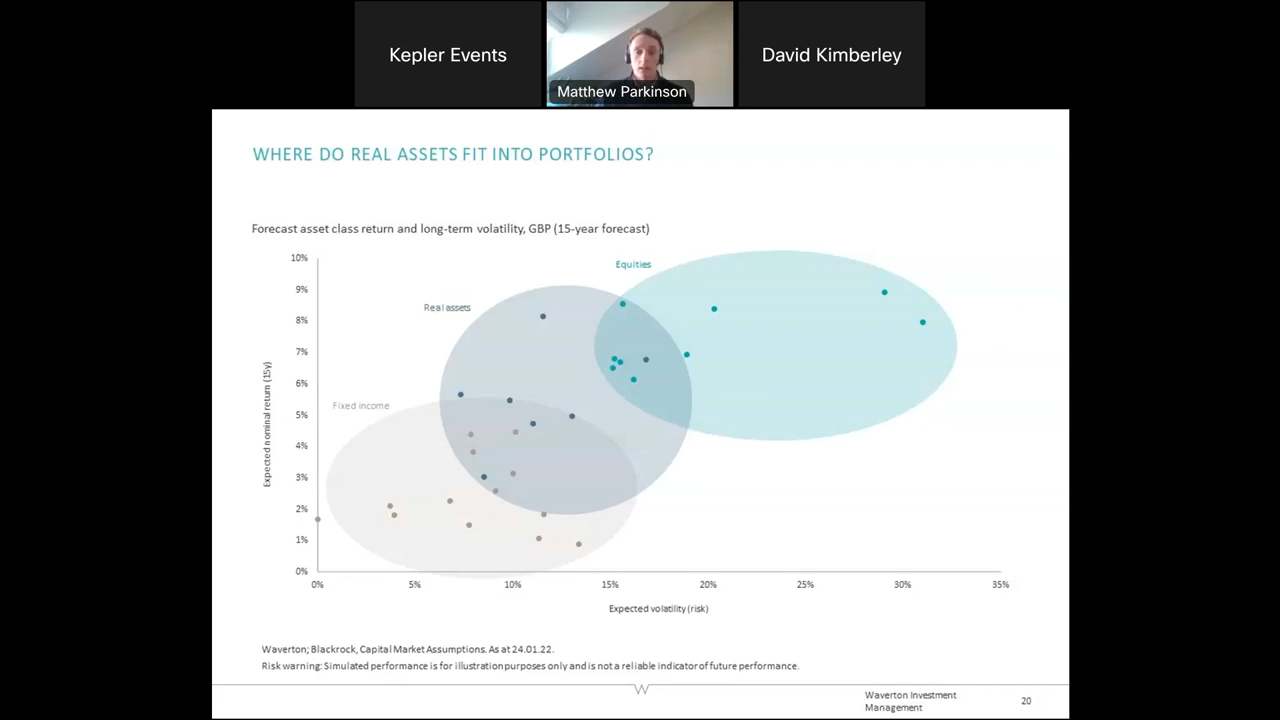 Kepler Events
Matthew Parkinson
David Kimberley
WHERE DO REAL ASSETS FIT INTO PORTFOLIOS?
Forecast asset class return and long-term volatility, GBP (15-year forecast)
Equities
Real assets
Fixed income
Expected nominal return (15y)
10%
9%
8%
7%
6%
5%
4%
3%
2%
1%
0%
0% 5% 10% 15% 20% 25% 30% 35%
Expected volatility (risk)
Waverton; Blackrock, Capital Market Assumptions. As at 24.01.22.
Risk warning: Simulated performance is for illustration purposes only and is not a reliable indicator of future performance.
Waverton Investment
Management
20